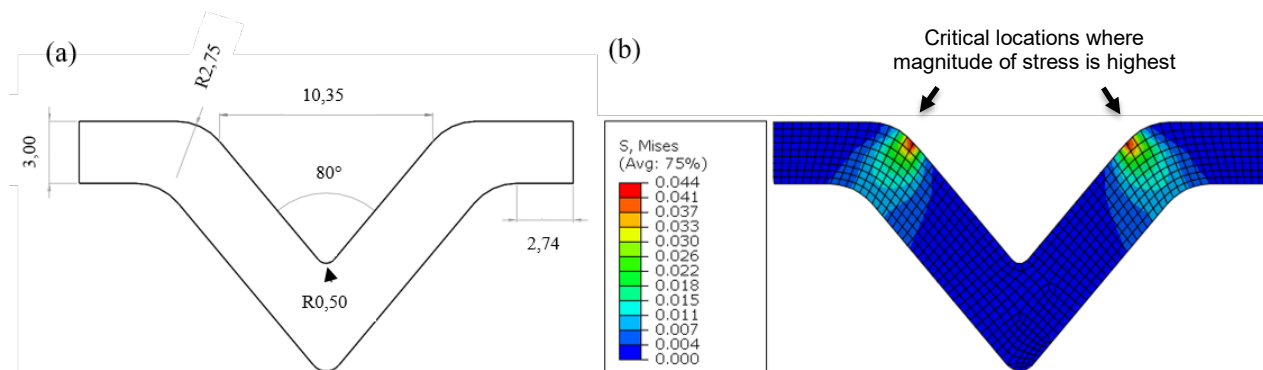 (a)
R2,75
10,35
3,00
80°
2,74
R0,50
(b)
Critical locations where
magnitude of stress is highest
S, Mises
(Avg: 75%)
0.044
0.041
0.037
0.033
0.030
0.026
0.022
0.018
0.015
0.011
0.007
0.004
0.000